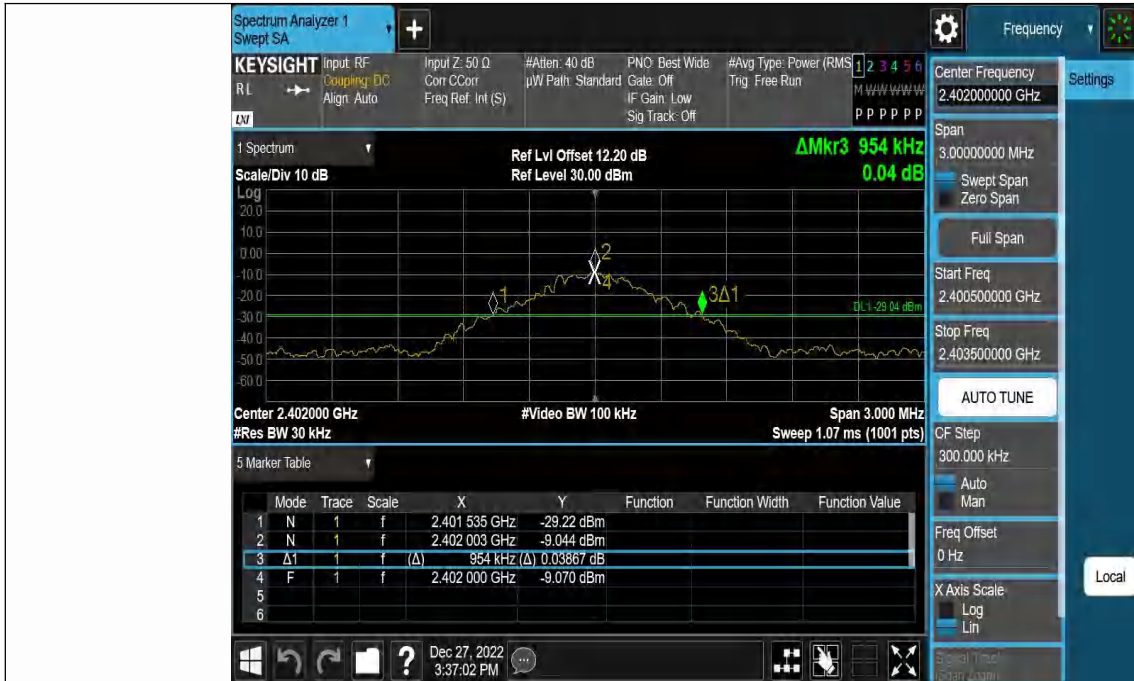 Spectrum Analyzer 1
Swept SA
Frequency
KEYSIGHT
R L
LXI
Input: RF
Coupling: DC
Align: Auto
Input Z: 50 Ω
Corr CCorr
Freq Ref: Int (S)
#Atten: 40 dB
µW Path: Standard
PNO: Best Wide
Gate: Off
IF Gain: Low
Sig Track: Off
#Avg Type: Power (RMS
Trig: Free Run
1 2 3 4 5 6
M W W W W W
P P P P P P
1 Spectrum
Scale/Div 10 dB
Ref Lvl Offset 12.20 dB
Ref Level 30.00 dBm
ΔMkr3 954 kHz
0.04 dB
Log
20.0
10.0
0.00
-10.0
-20.0
-30.0
-40.0
-50.0
-60.0
1
2
4
3Δ1
DL1 -29.04 dBm
Center 2.402000 GHz
#Video BW 100 kHz
Span 3.000 MHz
#Res BW 30 kHz
Sweep 1.07 ms (1001 pts)
5 Marker Table
Mode Trace Scale X Y Function Function Width Function Value
1 N 1 f 2.401 535 GHz -29.22 dBm
2 N 1 f 2.402 003 GHz -9.044 dBm
3 Δ1 1 f (Δ) 954 kHz (Δ) 0.03867 dB
4 F 1 f 2.402 000 GHz -9.070 dBm
5
6
?
Dec 27, 2022
3:37:02 PM
Center Frequency
2.402000000 GHz
Settings
Span
3.00000000 MHz
Swept Span
Zero Span
Full Span
Start Freq
2.400500000 GHz
Stop Freq
2.403500000 GHz
AUTO TUNE
CF Step
300.000 kHz
Auto
Man
Freq Offset
0 Hz
X Axis Scale
Log
Lin
Local
Signal Track
(Span Zoom)